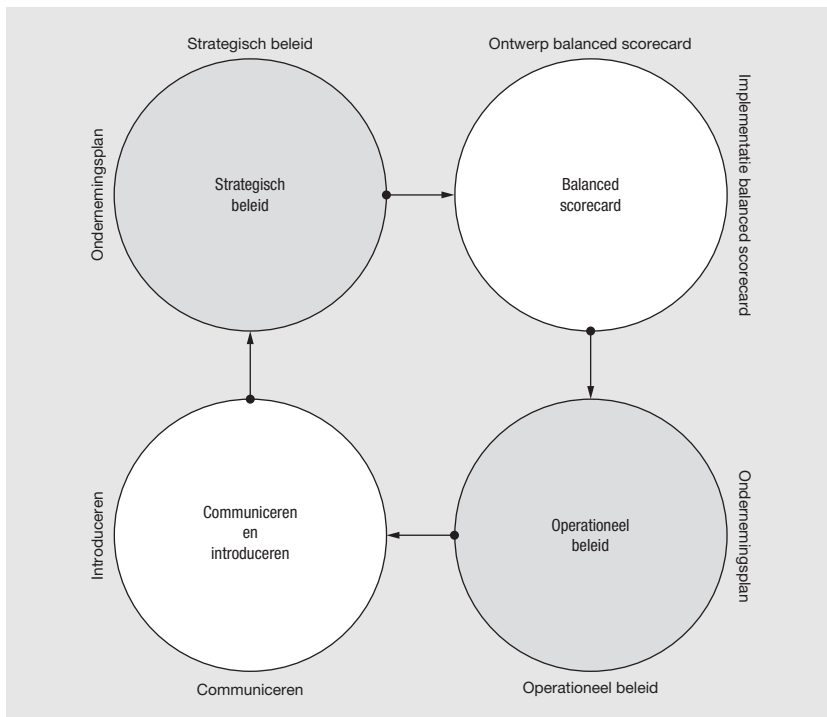 Strategisch beleid
Ontwerp balanced scorecard
Ondernemingsplan
Strategisch
beleid
Balanced
scorecard
Implementatie balanced scorecard
Introduceren
Communiceren
en
introduceren
Operationeel
beleid
Ondernemingsplan
Communiceren
Operationeel beleid